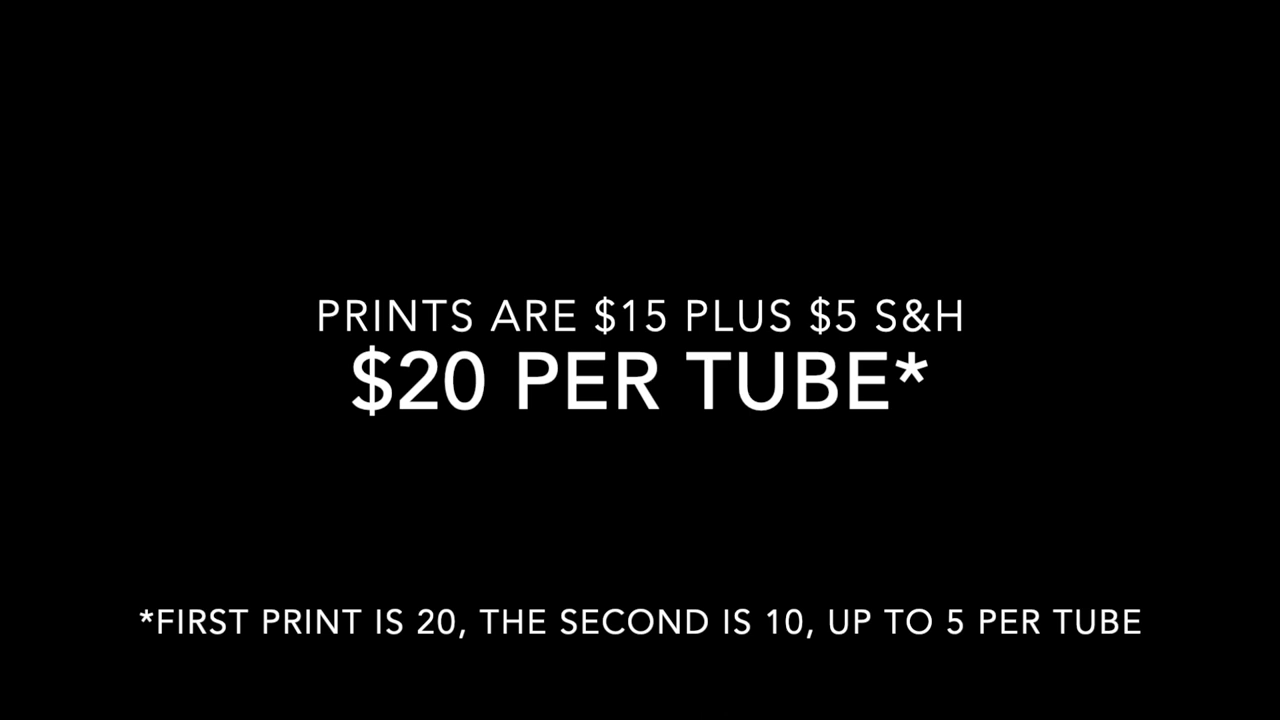 PRINTS ARE $15 PLUS $5 S&H
$20 PER TUBE*
*FIRST PRINT IS 20, THE SECOND IS 10, UP TO 5 PER TUBE